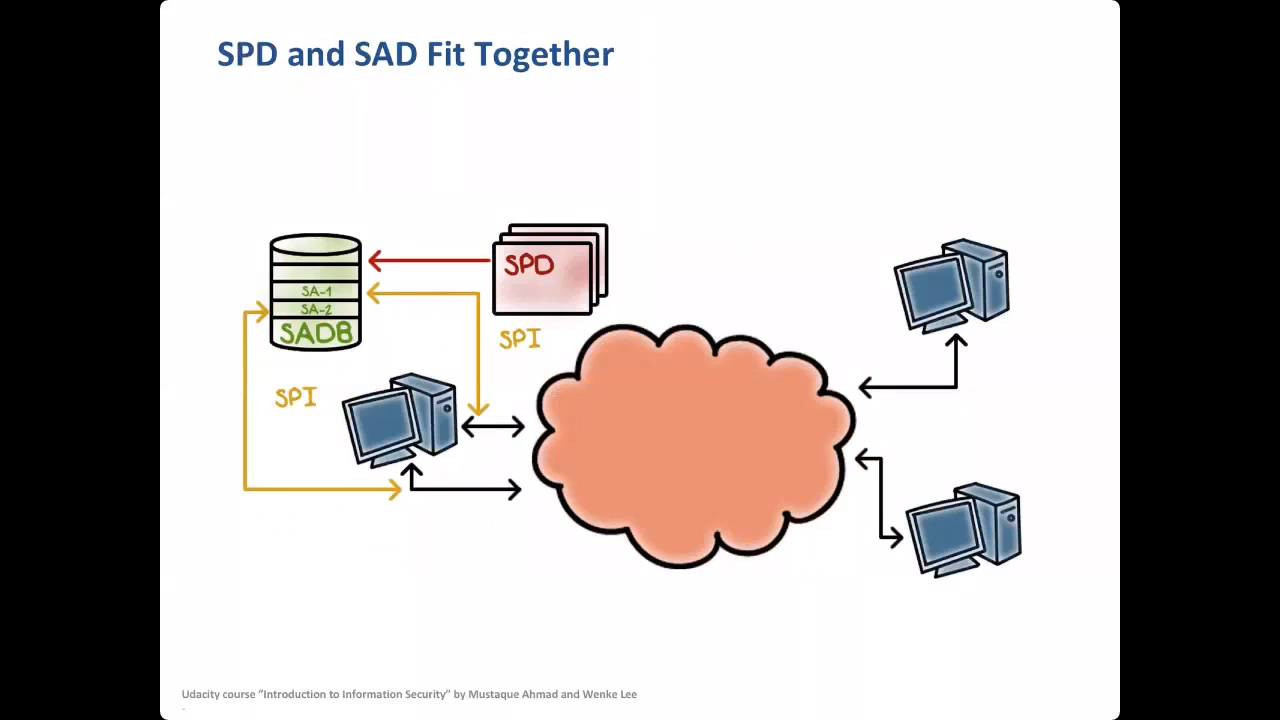 SPD and SAD Fit Together
SPD
SA-1
SA-2
SADB
SPI
SPI
Udacity course “Introduction to Information Security” by Mustaque Ahmad and Wenke Lee
-